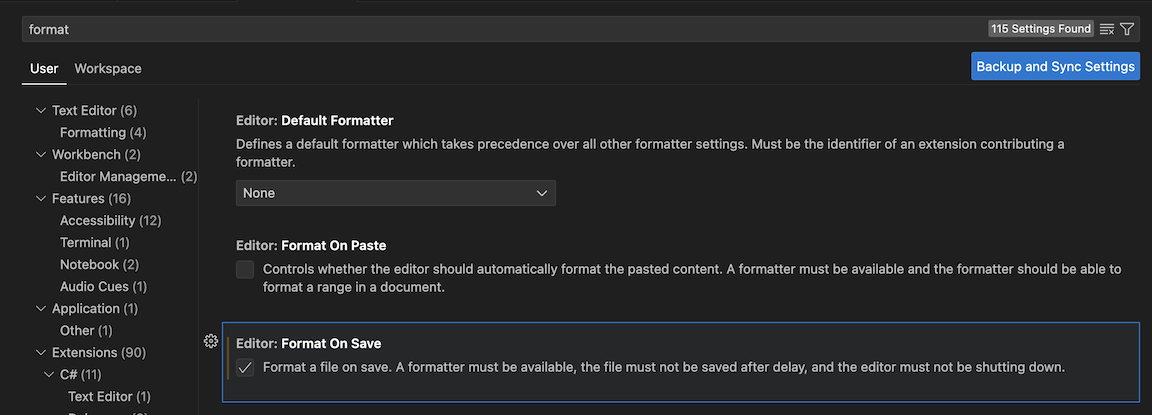 format
115 Settings Found
User Workspace
Backup and Sync Settings
Text Editor (6)
Formatting (4)
Workbench (2)
Editor Manageme... (2)
Features (16)
Accessibility (12)
Terminal (1)
Notebook (2)
Audio Cues (1)
Application (1)
Other (1)
Extensions (90)
C# (11)
Text Editor (1)
Editor: Default Formatter
Defines a default formatter which takes precedence over all other formatter settings. Must be the identifier of an extension contributing a
formatter.
None
Editor: Format On Paste
Controls whether the editor should automatically format the pasted content. A formatter must be available and the formatter should be able to
format a range in a document.
Editor: Format On Save
Format a file on save. A formatter must be available, the file must not be saved after delay, and the editor must not be shutting down.